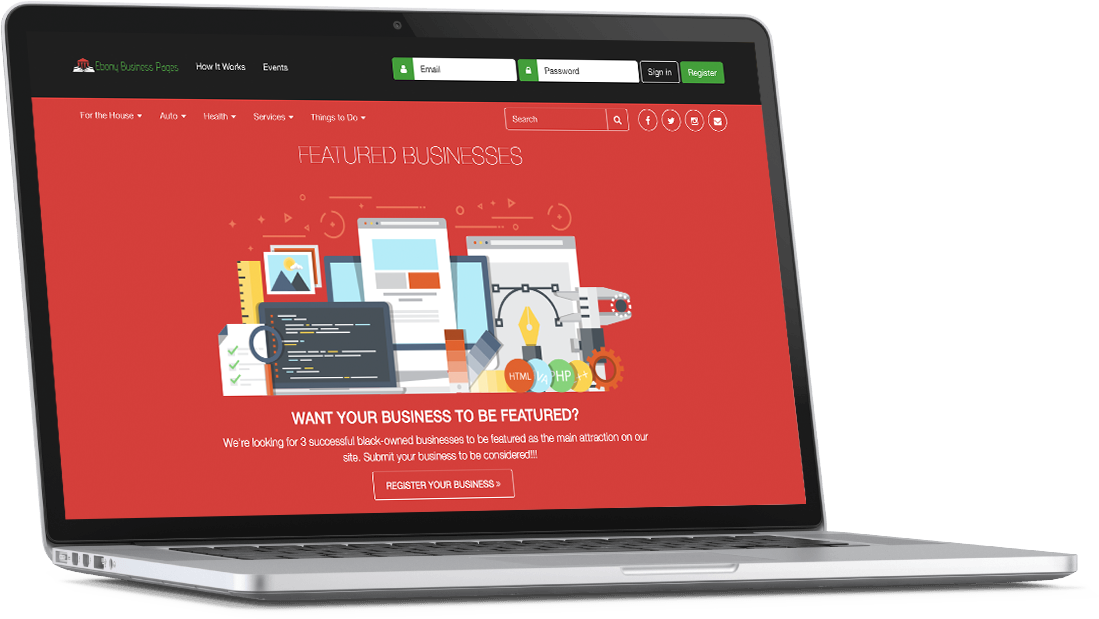 Ebony Business Pages
How It Works
Events
Email
Password
Sign in
Register
For the House
Auto
Health
Services
Things to Do
Search
FEATURED BUSINESSES
HTML
PHP
WANT YOUR BUSINESS TO BE FEATURED?
We're looking for 3 successful black-owned businesses to be featured as the main attraction on our
site. Submit your business to be considered!!!
REGISTER YOUR BUSINESS »